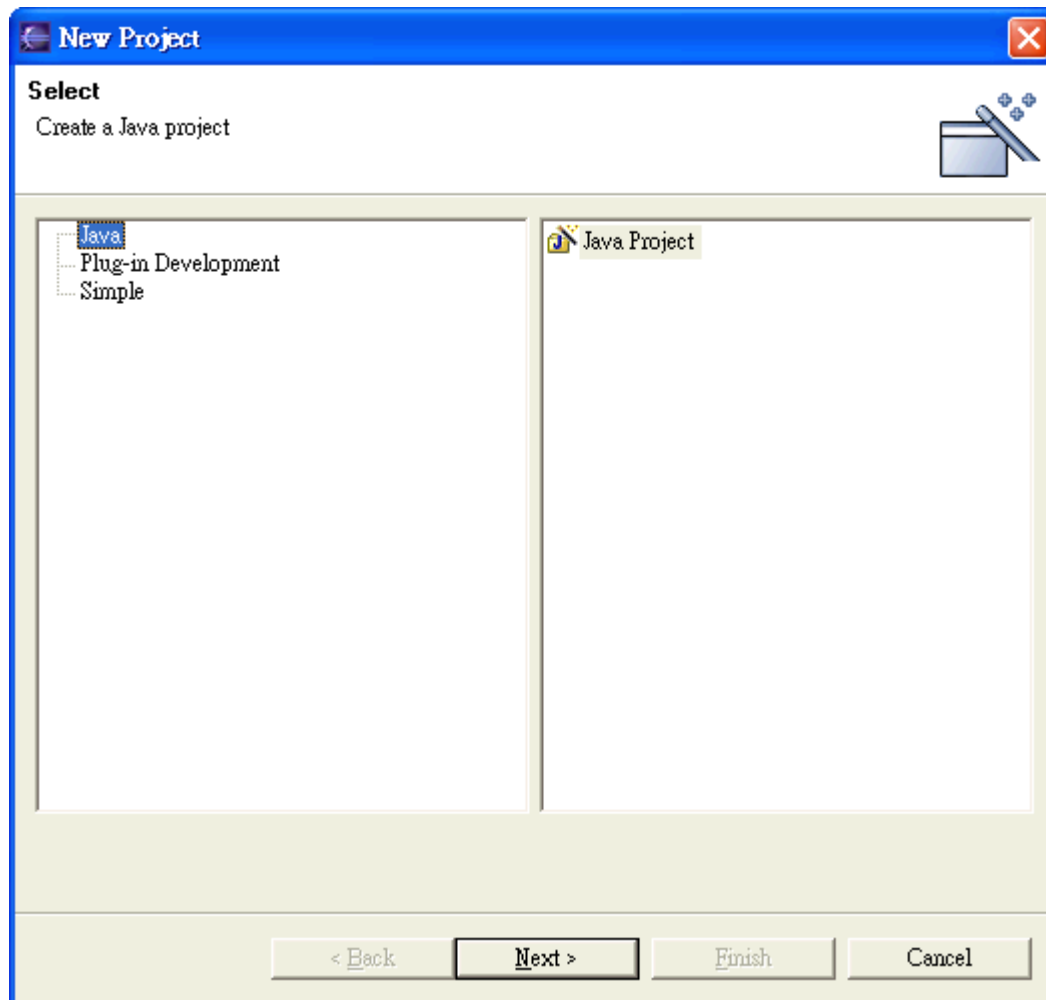 New Project
Select
Create a Java project
Java
Plug-in Development
Simple
Java Project
< Back
Next >
Finish
Cancel